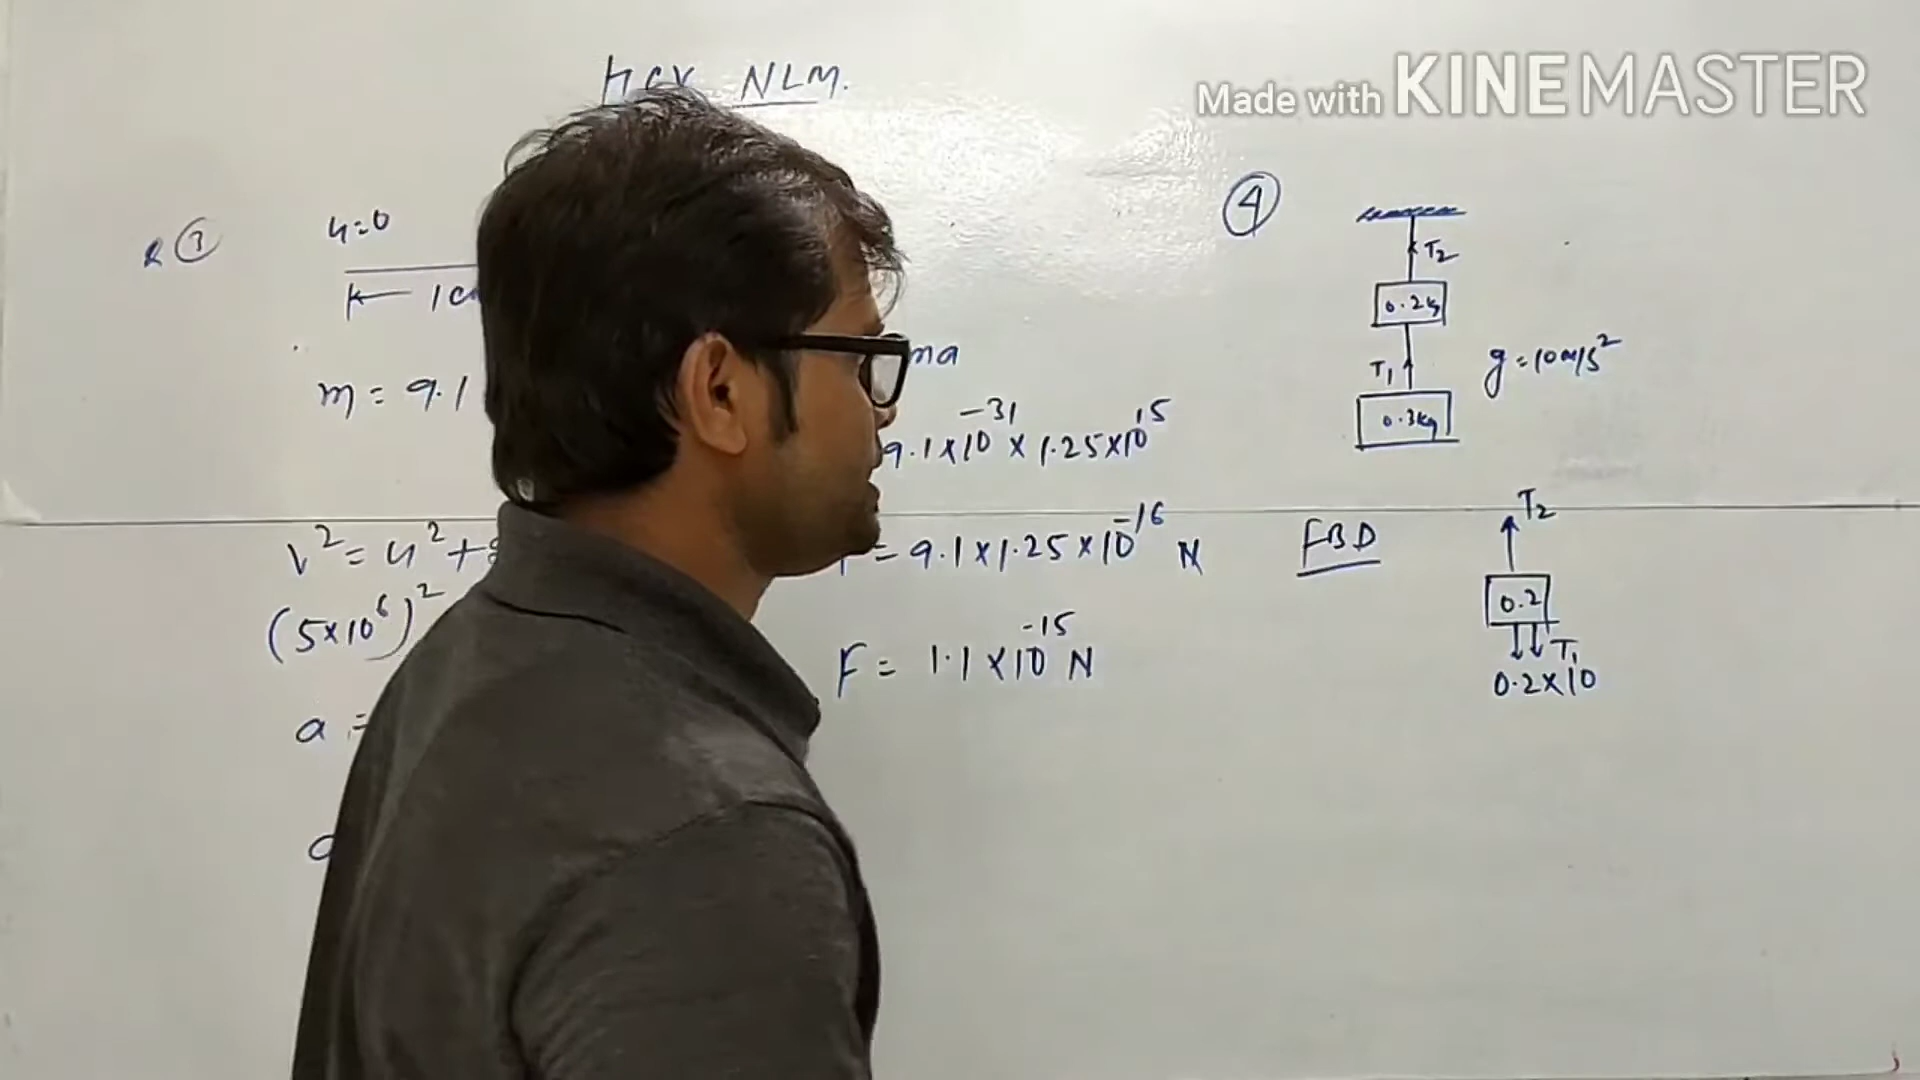 HCV NLM.
Made with KINEMASTER
③
u=0
1c
m = 9.1
v² = u² +
(5×10⁶)²
a =
ma
9.1×10⁻³¹ × 1.25×10¹⁵
= 9.1×1.25×10⁻¹⁶ N
F = 1.1×10⁻¹⁵ N
④
T₂
0.2kg
T₁
g=10m/s²
0.3kg
FBD
T₂
0.2
T₁
0.2×10